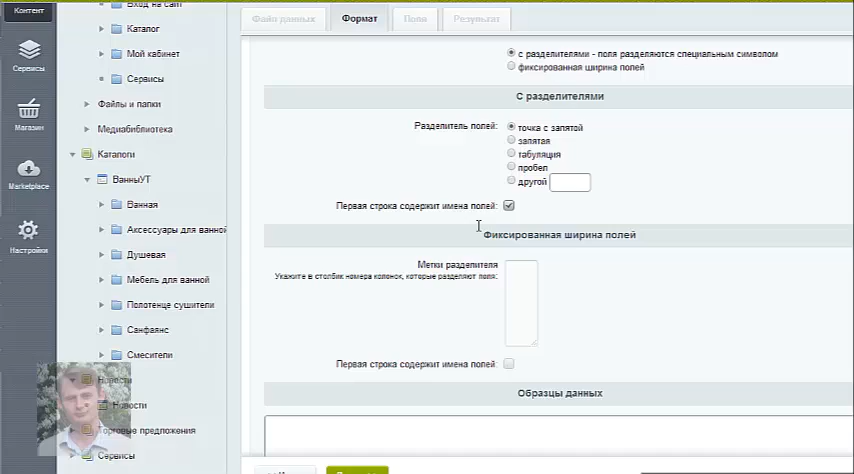 Контент
Сервисы
Магазин
Marketplace
Настройки
Вход на сайт
Каталог
Мой кабинет
Сервисы
Файлы и папки
Медиабиблиотека
Каталоги
ВанныУТ
Ванная
Аксессуары для ванной
Душевая
Мебель для ванной
Полотенце сушители
Санфаянс
Смесители
Новости
Новости
Торговые предложения
Сервисы
Файл данных
Формат
Поля
Результат
с разделителями - поля разделяются специальным символом
фиксированная ширина полей
С разделителями
Разделитель полей:
точка с запятой
запятая
табуляция
пробел
другой
Первая строка содержит имена полей:
Фиксированная ширина полей
Метки разделителя
Укажите в столбик номера колонок, которые разделяют поля:
Первая строка содержит имена полей:
Образцы данных